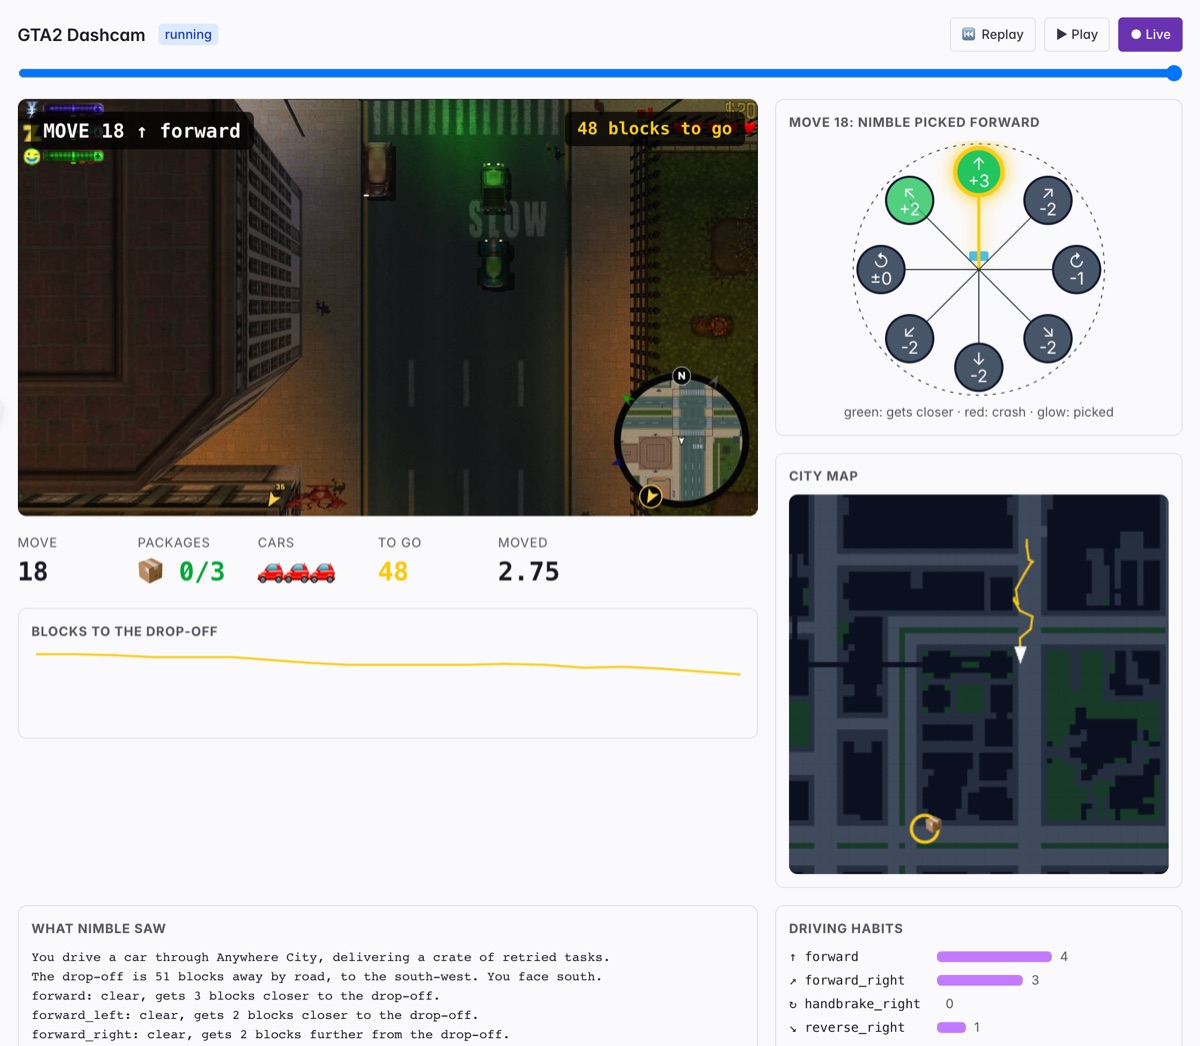 GTA2 Dashcam
running
Replay
Play
Live
MOVE 18 ↑ forward
48 blocks to go
SLOW
N
35
MOVE
18
PACKAGES
0/3
CARS
TO GO
48
MOVED
2.75
BLOCKS TO THE DROP-OFF
MOVE 18: NIMBLE PICKED FORWARD
↑
+3
↖
+2
↗
-2
↺
±0
↻
-1
↙
-2
↘
-2
↓
-2
green: gets closer · red: crash · glow: picked
CITY MAP
WHAT NIMBLE SAW
You drive a car through Anywhere City, delivering a crate of retried tasks.
The drop-off is 51 blocks away by road, to the south-west. You face south.
forward: clear, gets 3 blocks closer to the drop-off.
forward_left: clear, gets 2 blocks closer to the drop-off.
forward_right: clear, gets 2 blocks further from the drop-off.
DRIVING HABITS
↑ forward 4
↗ forward_right 3
↻ handbrake_right 0
↘ reverse_right 1